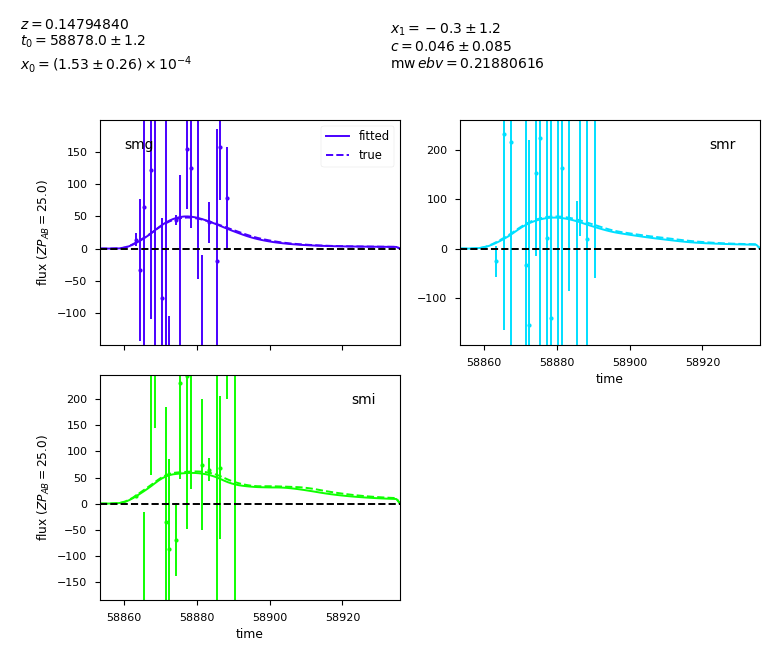 z = 0.14794840
t₀ = 58878.0 ± 1.2
x₀ = (1.53 ± 0.26) × 10⁻⁴
x₁ = −0.3 ± 1.2
c = 0.046 ± 0.085
mw ebv = 0.21880616
smg
fitted
true
150
100
50
0
−50
−100
flux (ZP_AB = 25.0)
smr
200
100
0
−100
58860
58880
58900
58920
time
smi
200
150
100
50
0
−50
−100
−150
flux (ZP_AB = 25.0)
58860
58880
58900
58920
time